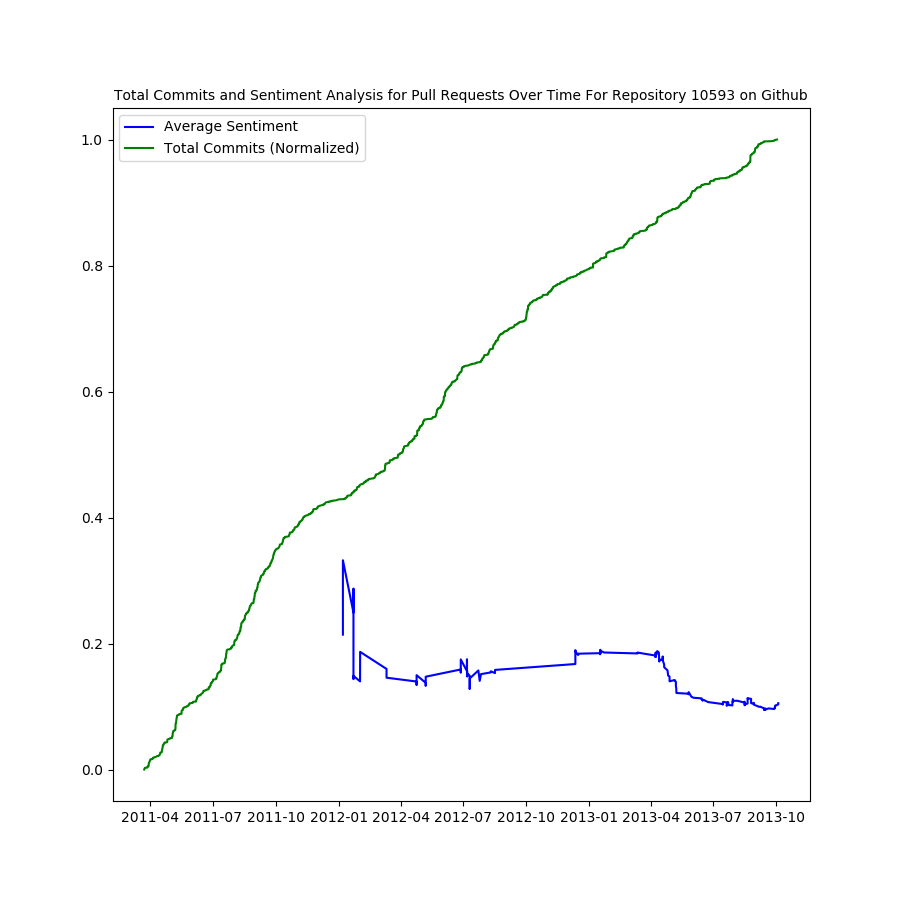 Total Commits and Sentiment Analysis for Pull Requests Over Time For Repository 10593 on Github
Average Sentiment
Total Commits (Normalized)
1.0
0.8
0.6
0.4
0.2
0.0
2011-04 2011-07 2011-10 2012-01 2012-04 2012-07 2012-10 2013-01 2013-04 2013-07 2013-10